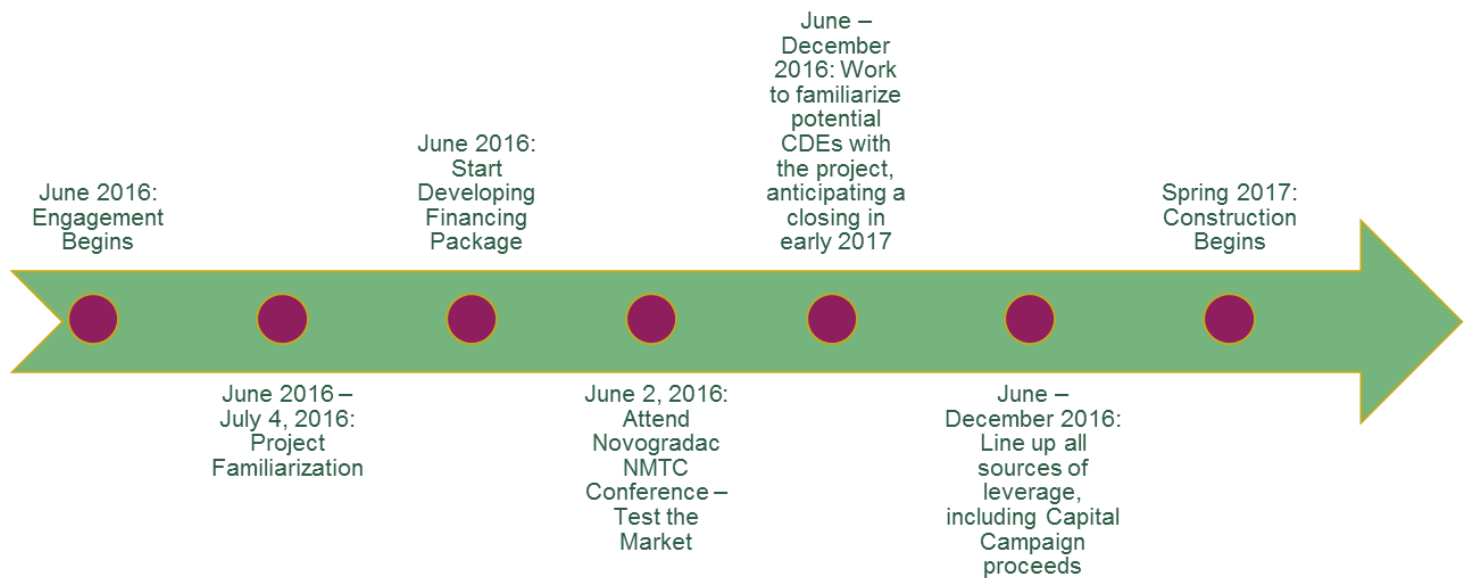 June 2016:
Engagement
Begins
June 2016 –
July 4, 2016:
Project
Familiarization
June 2016:
Start
Developing
Financing
Package
June 2, 2016:
Attend
Novogradac
NMTC
Conference –
Test the
Market
June –
December
2016: Work
to familiarize
potential
CDEs with
the project,
anticipating a
closing in
early 2017
June –
December 2016:
Line up all
sources of
leverage,
including Capital
Campaign
proceeds
Spring 2017:
Construction
Begins